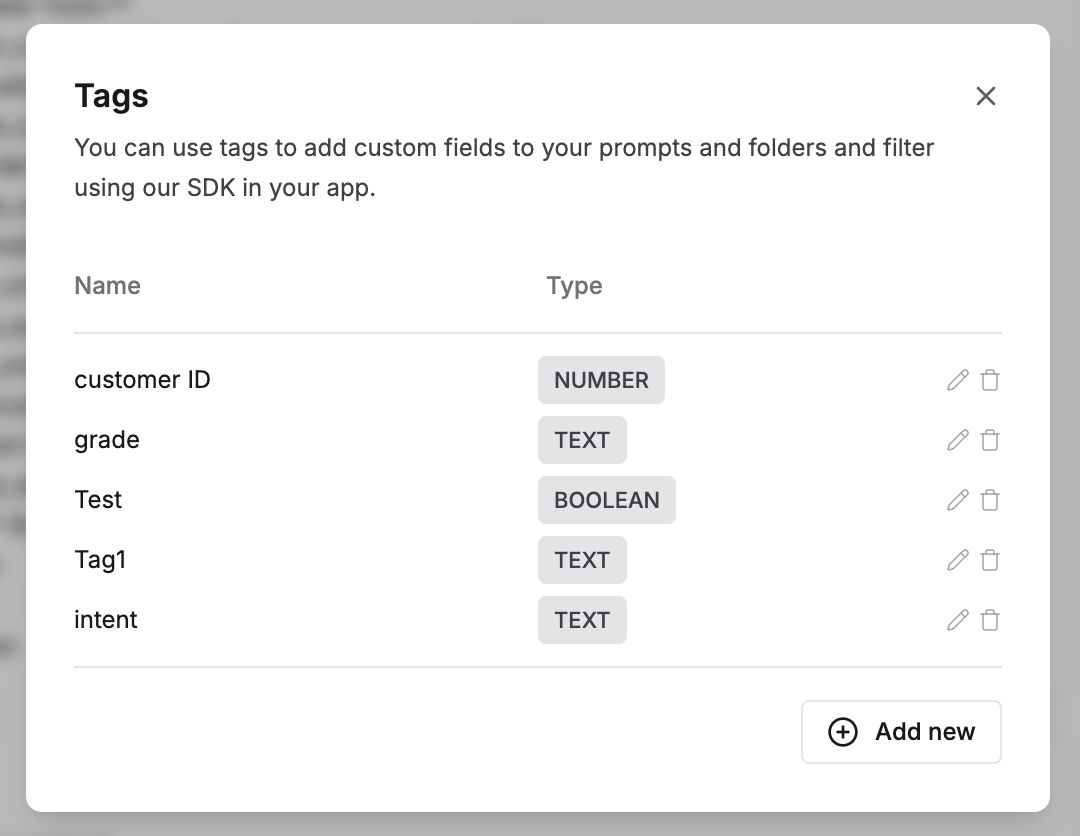 Tags
You can use tags to add custom fields to your prompts and folders and filter
using our SDK in your app.
Name Type
customer ID NUMBER
grade TEXT
Test BOOLEAN
Tag1 TEXT
intent TEXT
Add new